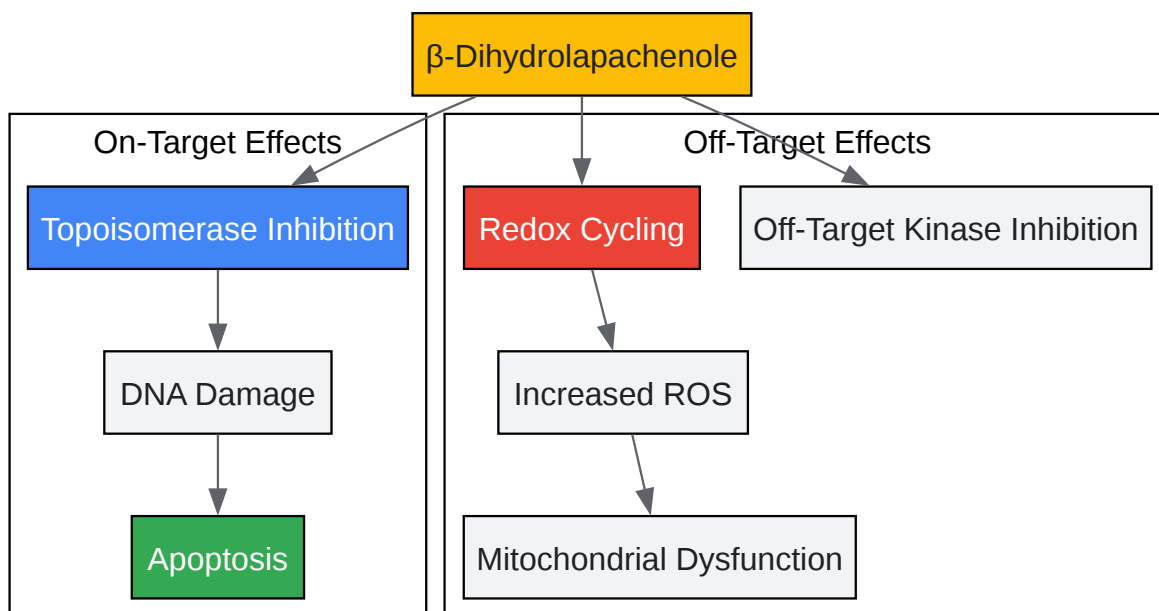 β-Dihydrolapachenole
On-Target Effects
Off-Target Effects
Topoisomerase Inhibition
Redox Cycling
Off-Target Kinase Inhibition
DNA Damage
Increased ROS
Apoptosis
Mitochondrial Dysfunction